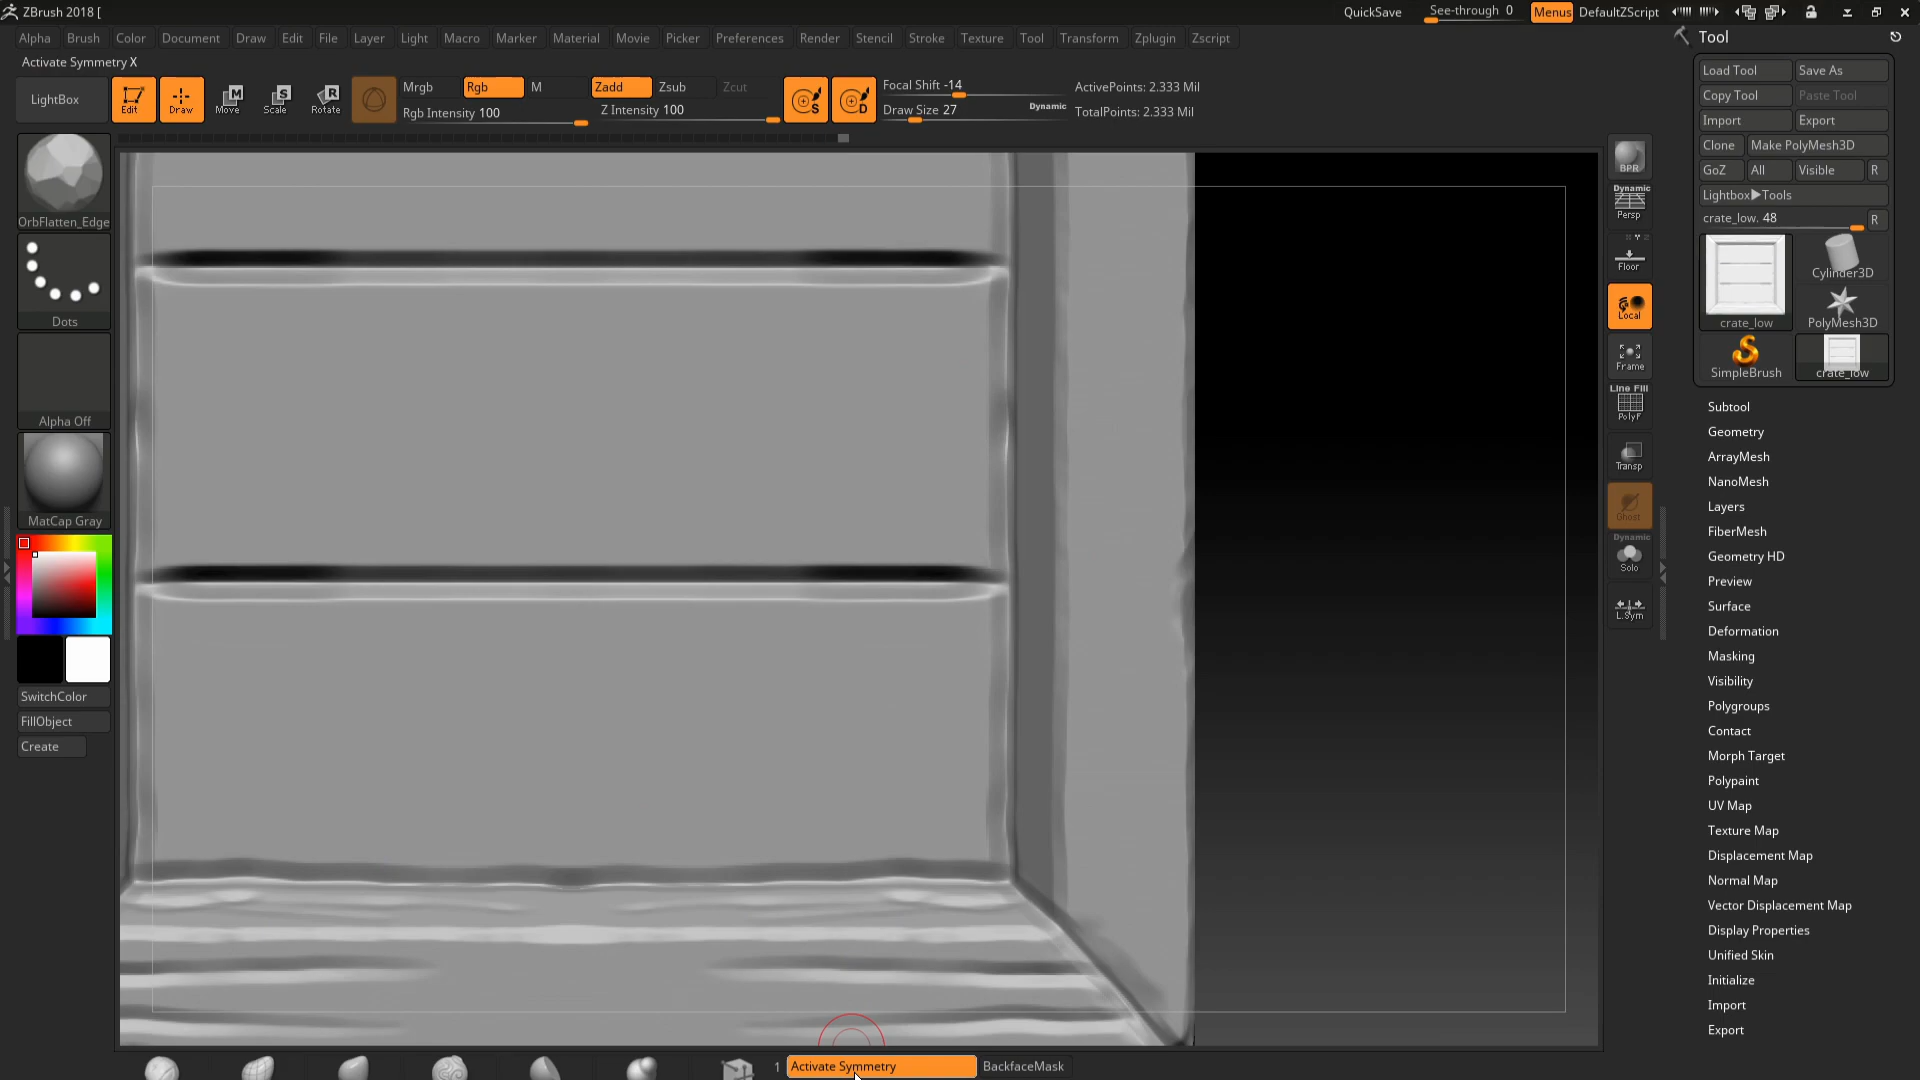 ZBrush 2018 [
QuickSave
See-through 0
Menus
DefaultZScript
Alpha Brush Color Document Draw Edit File Layer Light Macro Marker Material Movie Picker Preferences Render Stencil Stroke Texture Tool Transform Zplugin Zscript
Activate Symmetry X
LightBox
Edit
Draw
Move
Scale
Rotate
Mrgb
Rgb
M
Rgb Intensity 100
Zadd
Zsub
Zcut
Z Intensity 100
S
D
Focal Shift -14
Draw Size 27
Dynamic
ActivePoints: 2.333 Mil
TotalPoints: 2.333 Mil
OrbFlatten_Edge
Dots
Alpha Off
MatCap Gray
SwitchColor
FillObject
Create
BPR
Dynamic
Persp
Floor
Local
Frame
Line Fill
PolyF
Transp
Ghost
Dynamic
Solo
L.Sym
Tool
Load Tool
Save As
Copy Tool
Paste Tool
Import
Export
Clone
Make PolyMesh3D
GoZ
All
Visible
R
Lightbox▶Tools
crate_low. 48
R
crate_low
Cylinder3D
PolyMesh3D
SimpleBrush
crate_low
Subtool
Geometry
ArrayMesh
NanoMesh
Layers
FiberMesh
Geometry HD
Preview
Surface
Deformation
Masking
Visibility
Polygroups
Contact
Morph Target
Polypaint
UV Map
Texture Map
Displacement Map
Normal Map
Vector Displacement Map
Display Properties
Unified Skin
Initialize
Import
Export
1
Activate Symmetry
BackfaceMask